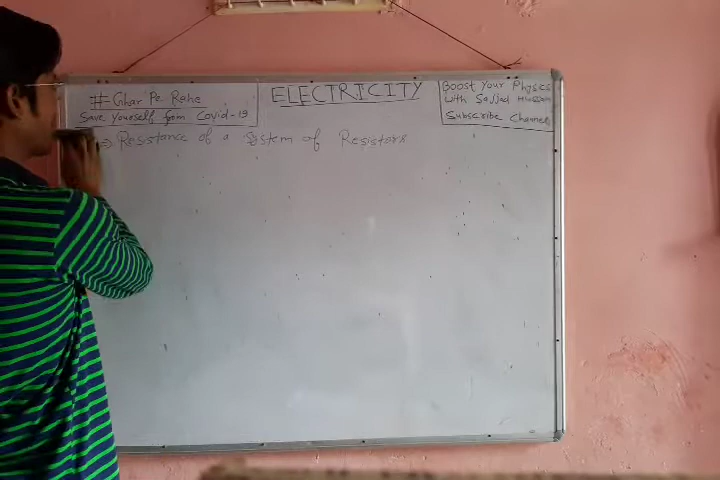 #Ghar Pe Rahe
Save yourself from Covid-19
ELECTRICITY
Boost Your Physics
with Sajjad Hussain
Subscribe Channel
⇒ Resistance of a System of Resistors